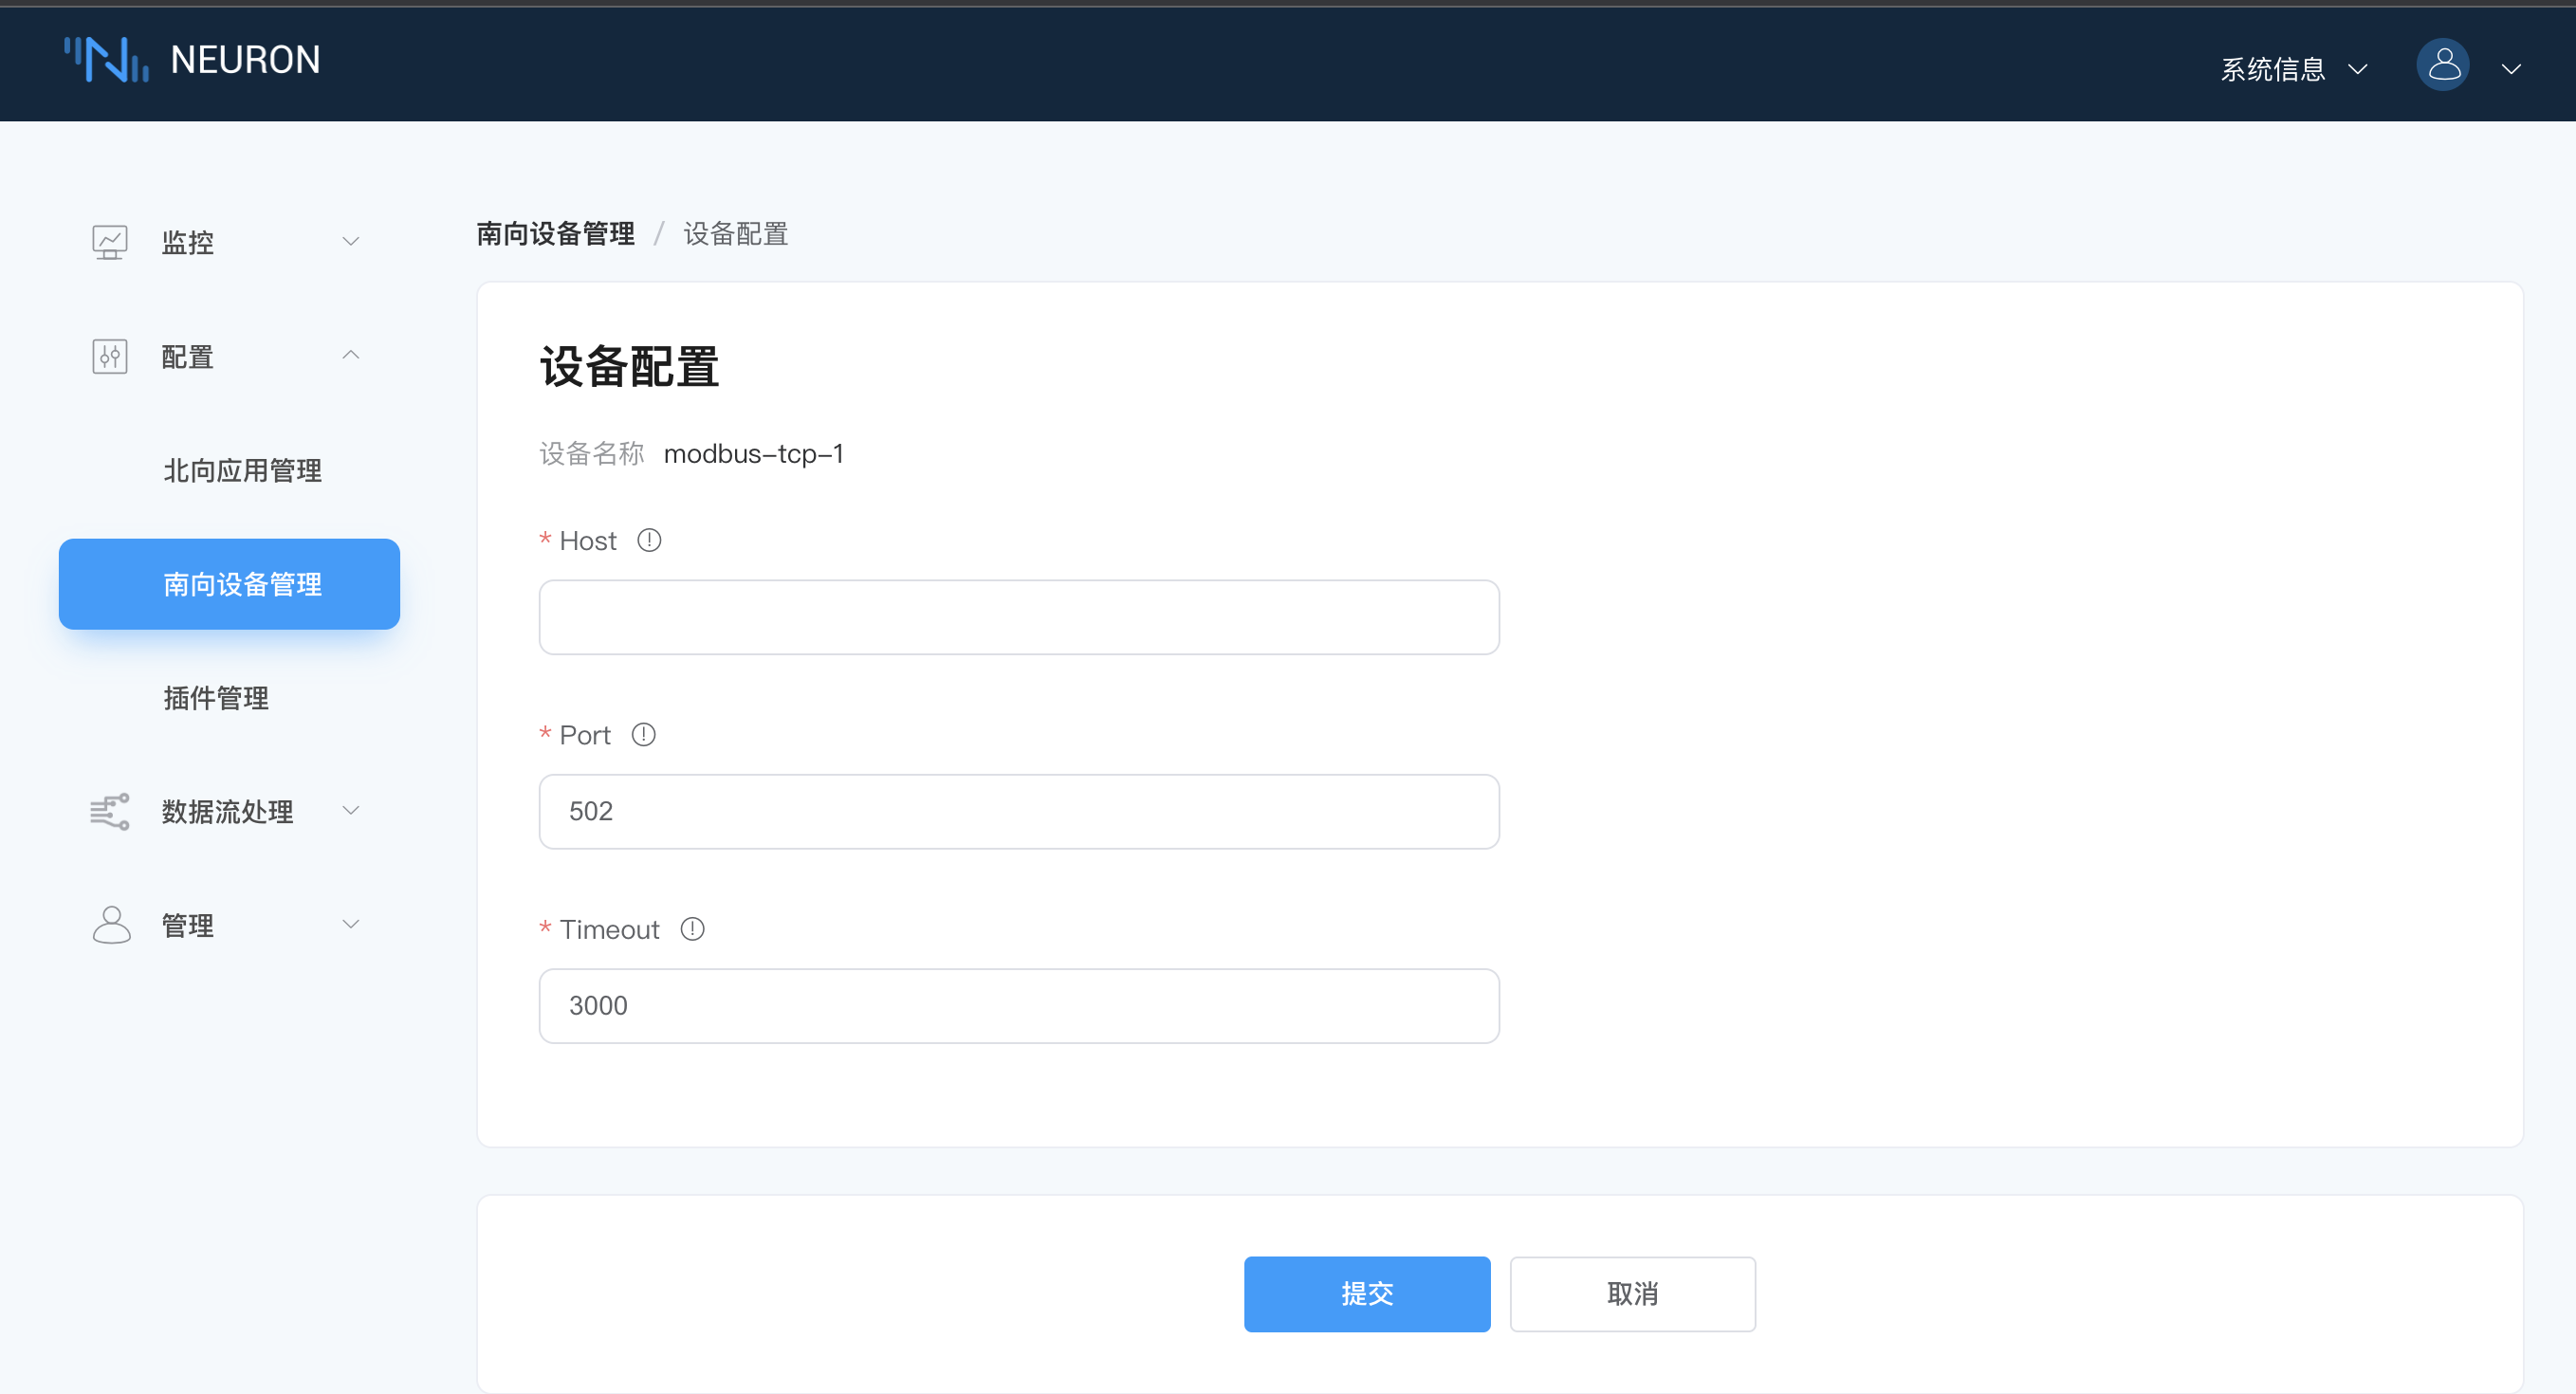 NEURON
系统信息
监控
配置
北向应用管理
南向设备管理
插件管理
数据流处理
管理
南向设备管理 / 设备配置
设备配置
设备名称 modbus-tcp-1
* Host
* Port
502
* Timeout
3000
提交
取消